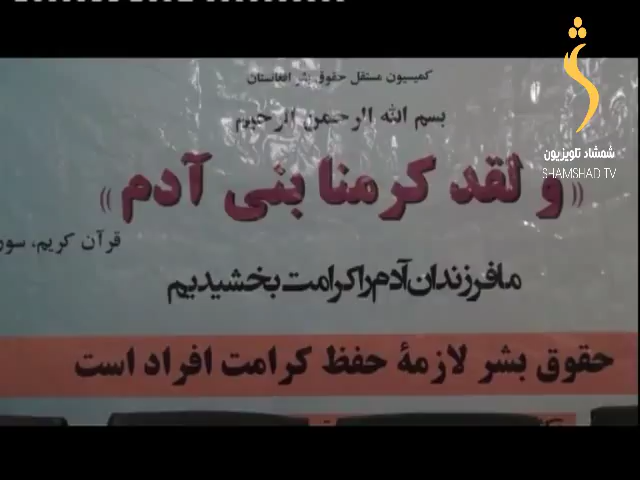 کمیسیون مستقل حقوق بشر افغانستان
بسم الله الرحمن الرحیم
«و لقد کرمنا بنی آدم»
قرآن کریم،
ما فرزندان آدم را کرامت بخشیدیم
حقوق بشر لازمهٔ حفظ کرامت افراد است
شمشاد تلویزیون
SHAMSHAD TV